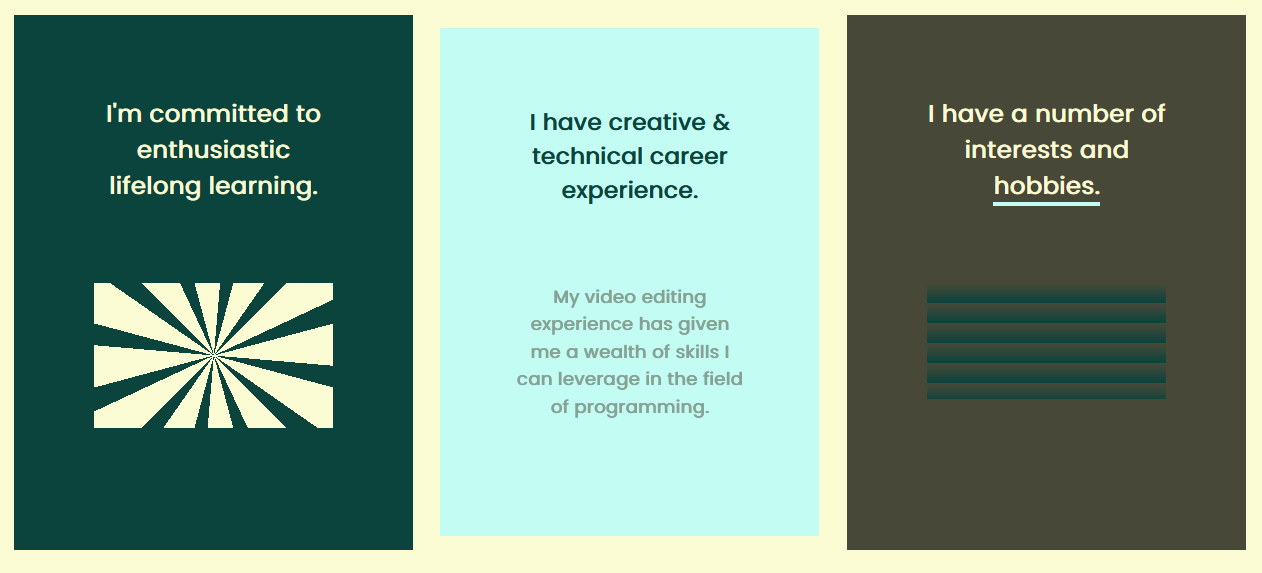 I'm committed to
enthusiastic
lifelong learning.
I have creative &
technical career
experience.
My video editing
experience has given
me a wealth of skills I
can leverage in the field
of programming.
I have a number of
interests and
hobbies.